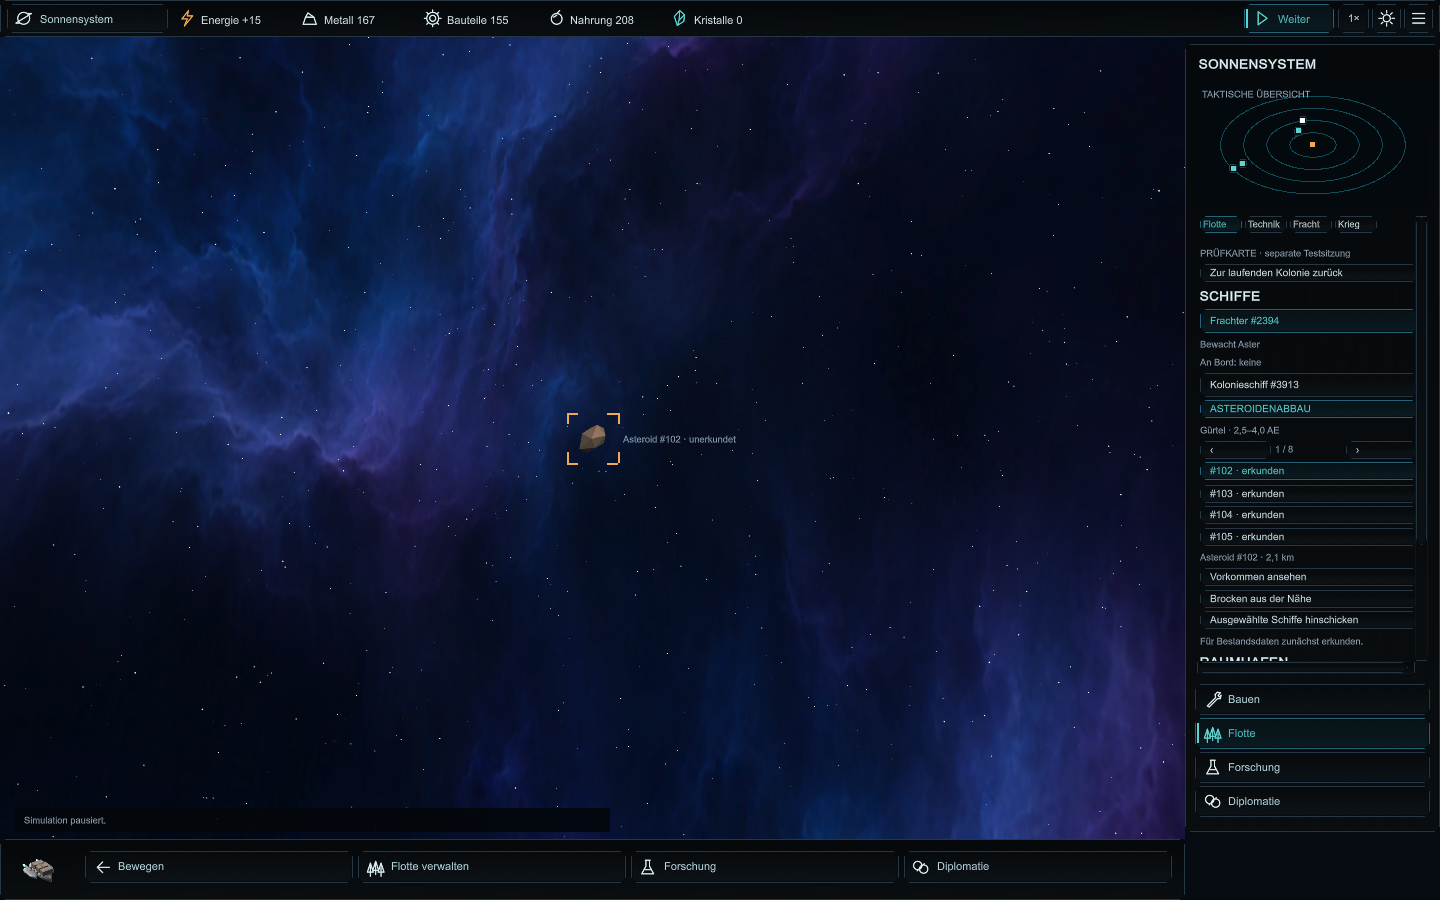 Sonnensystem
Energie +15
Metall 167
Bauteile 155
Nahrung 208
Kristalle 0
Weiter
1×
SONNENSYSTEM
TAKTISCHE ÜBERSICHT
Flotte
Technik
Fracht
Krieg
PRÜFKARTE · separate Testsitzung
Zur laufenden Kolonie zurück
SCHIFFE
Frachter #2394
Bewacht Aster
An Bord: keine
Kolonieschiff #3913
ASTEROIDENABBAU
Gürtel · 2,5–4,0 AE
‹ 1 / 8 ›
#102 · erkunden
#103 · erkunden
#104 · erkunden
#105 · erkunden
Asteroid #102 · 2,1 km
Vorkommen ansehen
Brocken aus der Nähe
Ausgewählte Schiffe hinschicken
Für Bestandsdaten zunächst erkunden.
RAUMHAFEN
Asteroid #102 · unerkundet
Bauen
Flotte
Forschung
Diplomatie
Simulation pausiert.
Bewegen
Flotte verwalten
Forschung
Diplomatie